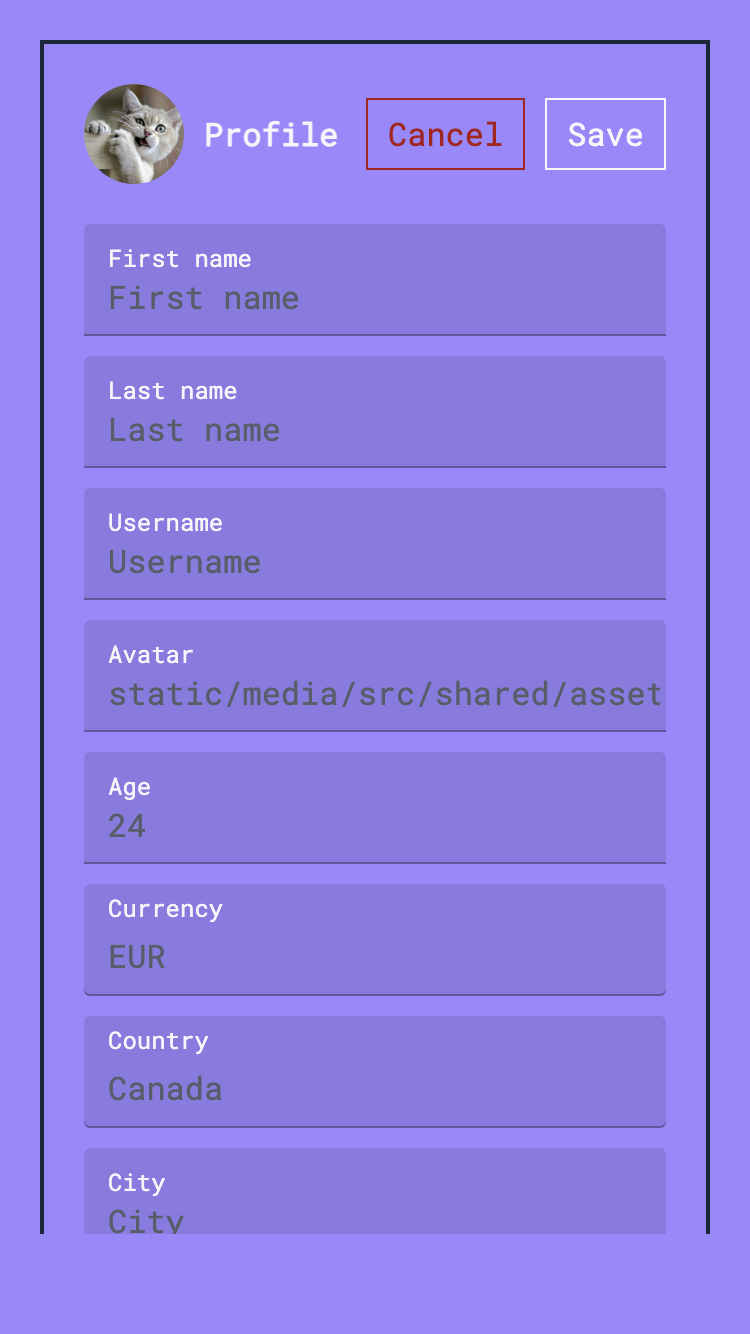 Profile Cancel Save
First name
First name
Last name
Last name
Username
Username
Avatar
static/media/src/shared/asset
Age
24
Currency
EUR
Country
Canada
City
City